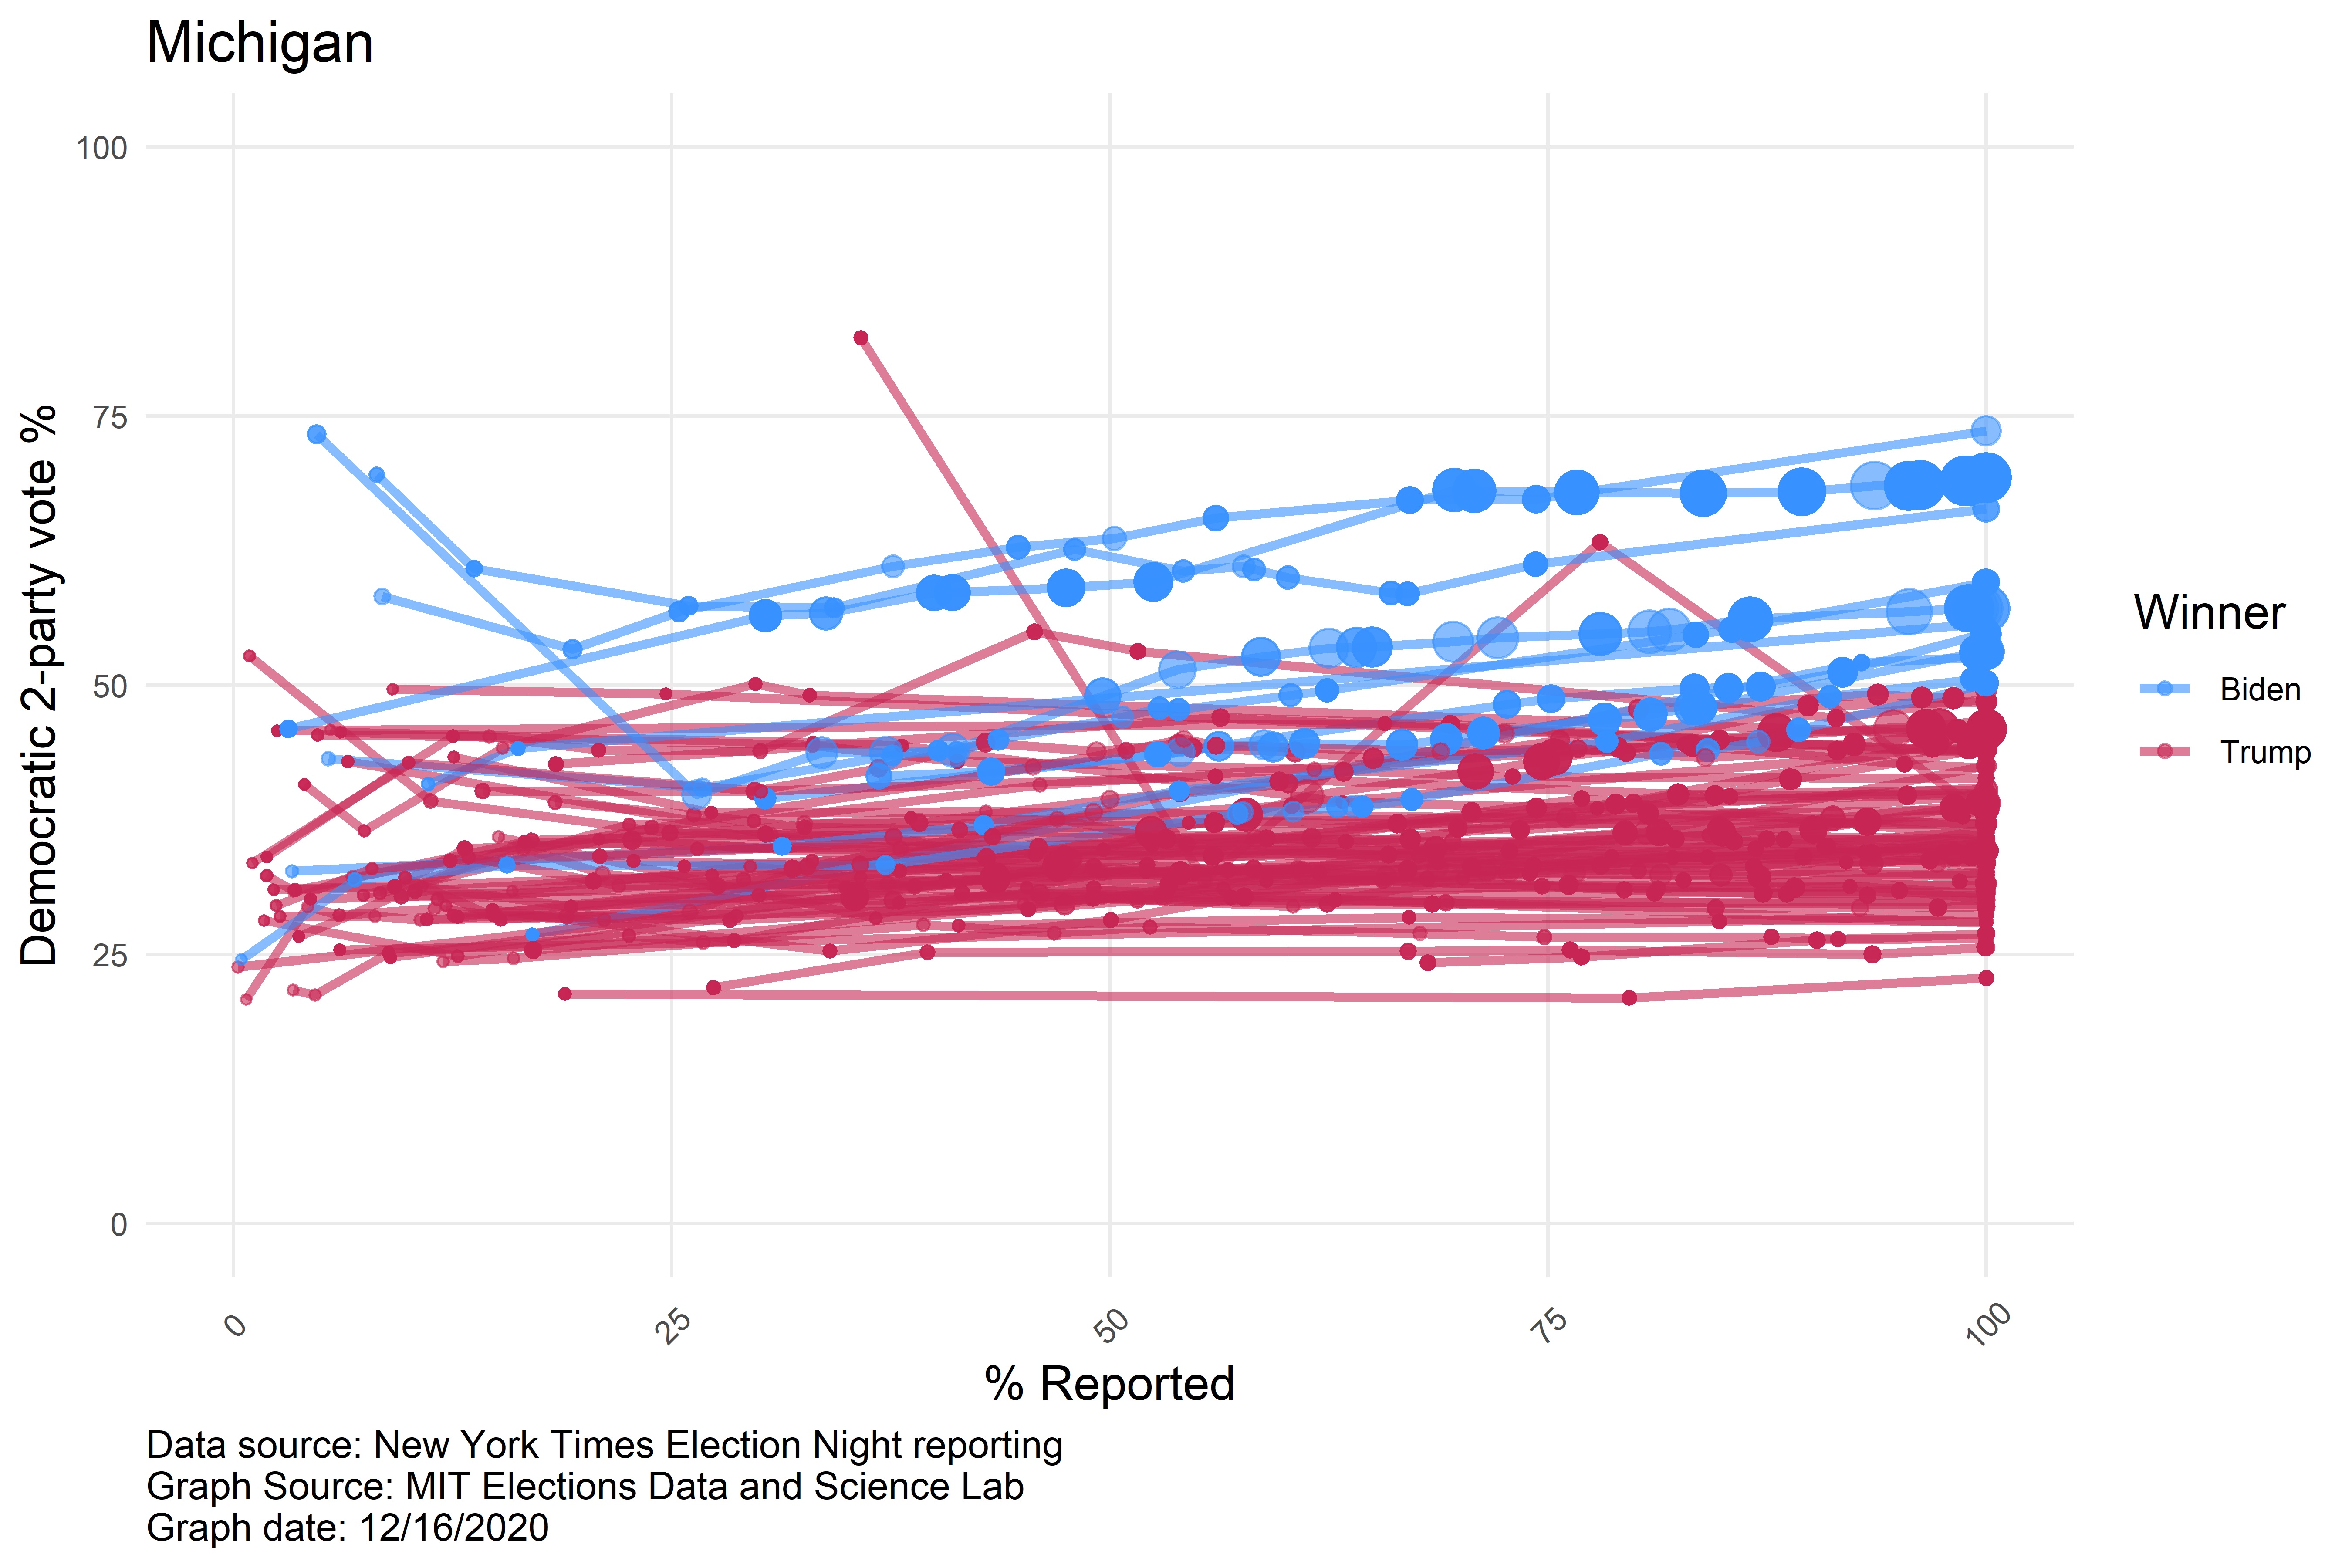 Michigan
100
75
50
25
0
Democratic 2-party vote %
0
25
50
75
100
% Reported
Winner
Biden
Trump
Data source: New York Times Election Night reporting
Graph Source: MIT Elections Data and Science Lab
Graph date: 12/16/2020